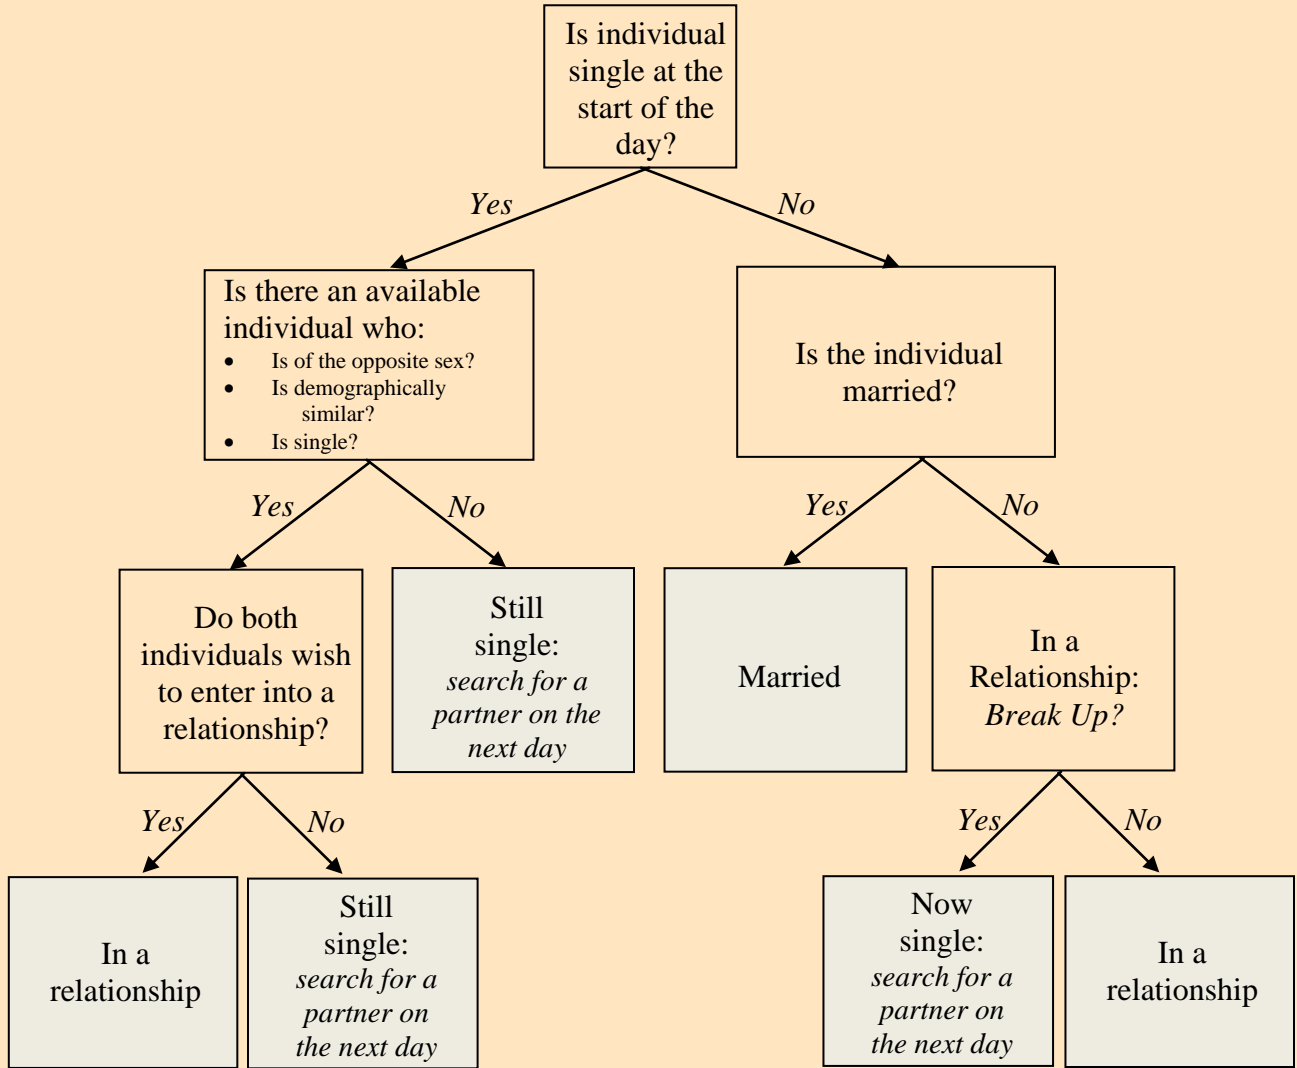 Is individual
single at the
start of the
day?
Yes
No
Is there an available
individual who:
• Is of the opposite sex?
• Is demographically
similar?
• Is single?
Is the individual
married?
Yes
No
Yes
No
Do both
individuals wish
to enter into a
relationship?
Still
single:
search for a
partner on the
next day
Married
In a
Relationship:
Break Up?
Yes
No
Yes
No
In a
relationship
Still
single:
search for a
partner on
the next day
Now
single:
search for a
partner on
the next day
In a
relationship